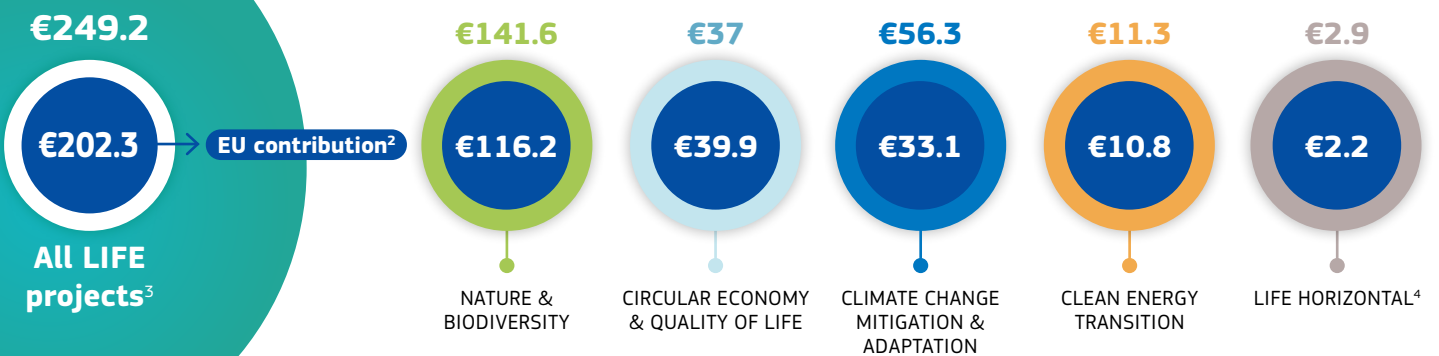 €249.2
€202.3
EU contribution²
All LIFE
projects³
€141.6
€116.2
NATURE &
BIODIVERSITY
€37
€39.9
CIRCULAR ECONOMY
& QUALITY OF LIFE
€56.3
€33.1
CLIMATE CHANGE
MITIGATION &
ADAPTATION
€11.3
€10.8
CLEAN ENERGY
TRANSITION
€2.9
€2.2
LIFE HORIZONTAL⁴